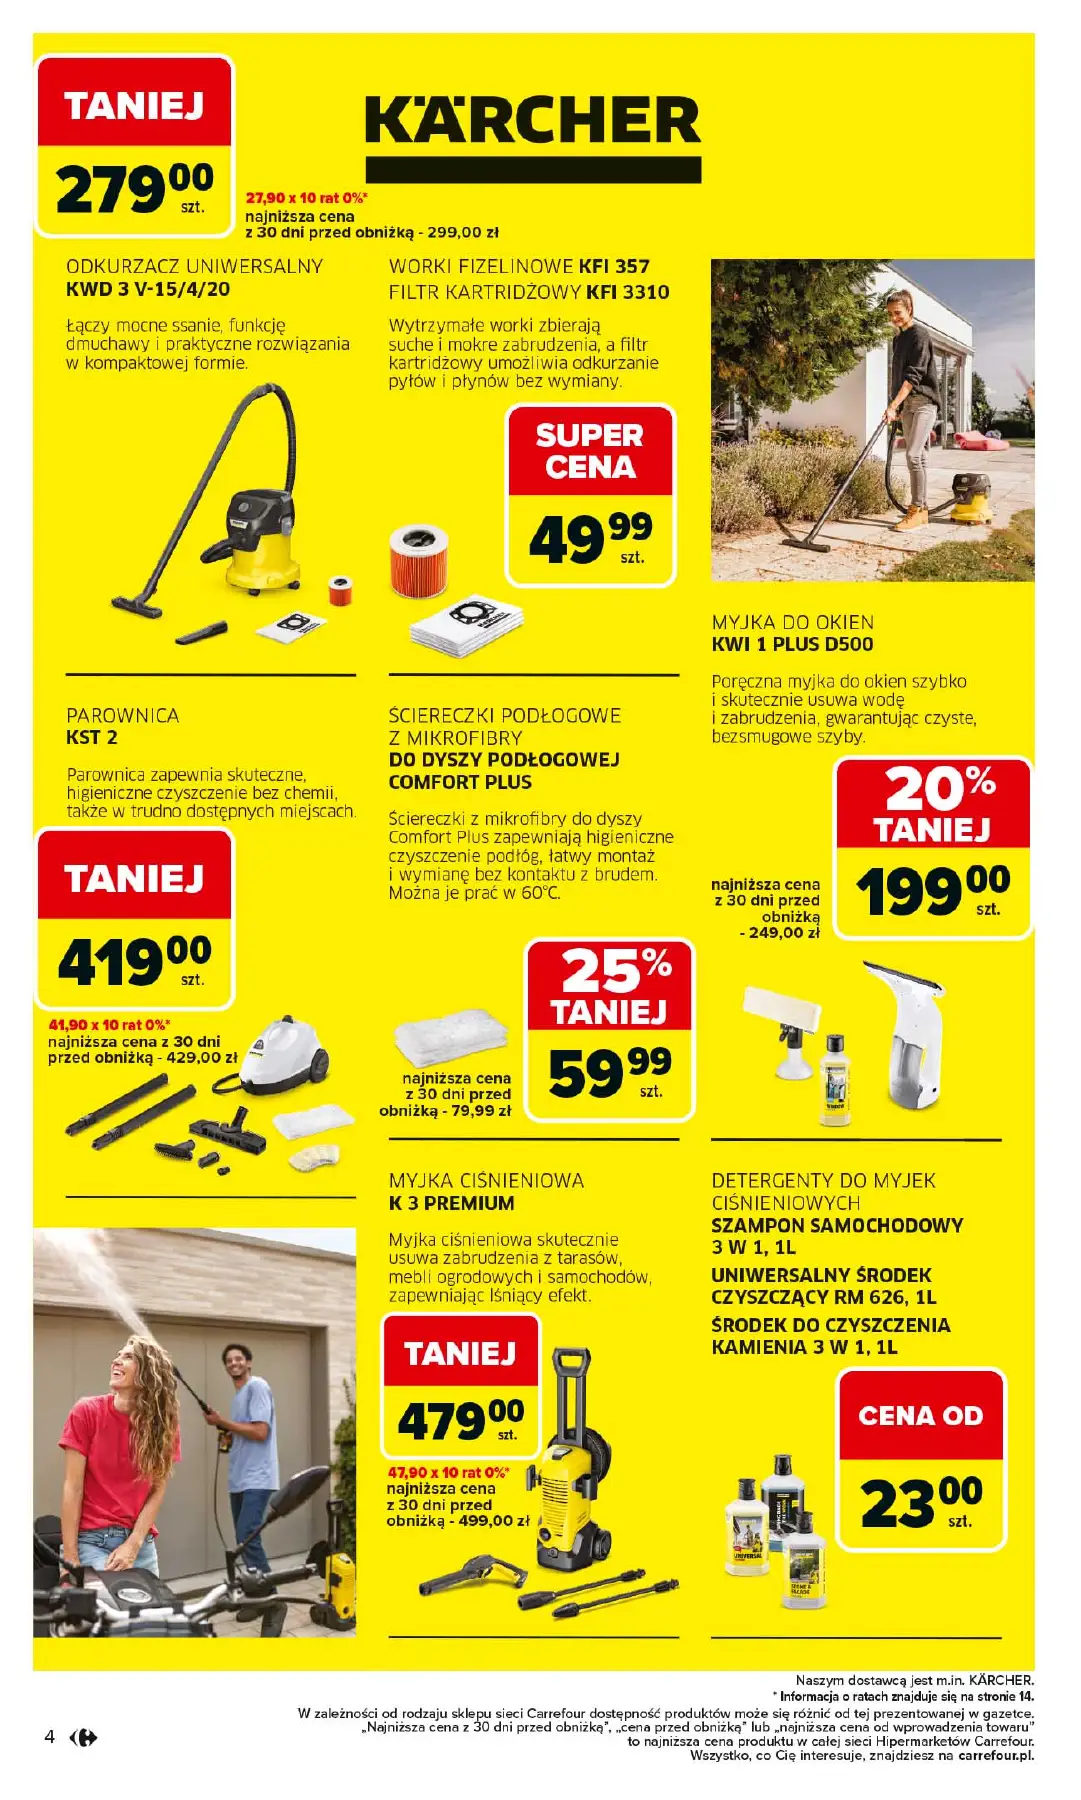 TANIEJ
279 00
szt.
27,90 x 10 rat 0%*
najniższa cena
z 30 dni przed obniżką - 299,00 zł
KÄRCHER
ODKURZACZ UNIWERSALNY
KWD 3 V-15/4/20
Łączy mocne ssanie, funkcję
dmuchawy i praktyczne rozwiązania
w kompaktowej formie.
WORKI FIZELINOWE KFI 357
FILTR KARTRIDŻOWY KFI 3310
Wytrzymałe worki zbierają
suche i mokre zabrudzenia, a filtr
kartridżowy umożliwia odkurzanie
pyłów i płynów bez wymiany.
SUPER
CENA
49 99
szt.
MYJKA DO OKIEN
KWI 1 PLUS D500
Poręczna myjka do okien szybko
i skutecznie usuwa wodę
i zabrudzenia, gwarantując czyste,
bezsmugowe szyby.
20%
TANIEJ
199 00
szt.
najniższa cena
z 30 dni przed
obniżką
- 249,00 zł
PAROWNICA
KST 2
Parownica zapewnia skuteczne,
higieniczne czyszczenie bez chemii,
także w trudno dostępnych miejscach.
TANIEJ
419 00
szt.
41,90 x 10 rat 0%*
najniższa cena z 30 dni
przed obniżką - 429,00 zł
ŚCIERECZKI PODŁOGOWE
Z MIKROFIBRY
DO DYSZY PODŁOGOWEJ
COMFORT PLUS
Ściereczki z mikrofibry do dyszy
Comfort Plus zapewniają higieniczne
czyszczenie podłóg, łatwy montaż
i wymianę bez kontaktu z brudem.
Można je prać w 60°C.
25%
TANIEJ
59 99
szt.
najniższa cena
z 30 dni przed
obniżką - 79,99 zł
MYJKA CIŚNIENIOWA
K 3 PREMIUM
Myjka ciśnieniowa skutecznie
usuwa zabrudzenia z tarasów,
mebli ogrodowych i samochodów,
zapewniając lśniący efekt.
TANIEJ
479 00
szt.
47,90 x 10 rat 0%*
najniższa cena
z 30 dni przed
obniżką - 499,00 zł
DETERGENTY DO MYJEK
CIŚNIENIOWYCH
SZAMPON SAMOCHODOWY
3 W 1, 1L
UNIWERSALNY ŚRODEK
CZYSZCZĄCY RM 626, 1L
ŚRODEK DO CZYSZCZENIA
KAMIENIA 3 W 1, 1L
CENA OD
23 00
szt.
UNIVERSAL
Naszym dostawcą jest m.in. KÄRCHER.
* Informacja o ratach znajduje się na stronie 14.
W zależności od rodzaju sklepu sieci Carrefour dostępność produktów może się różnić od tej prezentowanej w gazetce.
„Najniższa cena z 30 dni przed obniżką”, „cena przed obniżką” lub „najniższa cena od wprowadzenia towaru”
to najniższa cena produktu w całej sieci Hipermarketów Carrefour.
Wszystko, co Cię interesuje, znajdziesz na carrefour.pl.
4